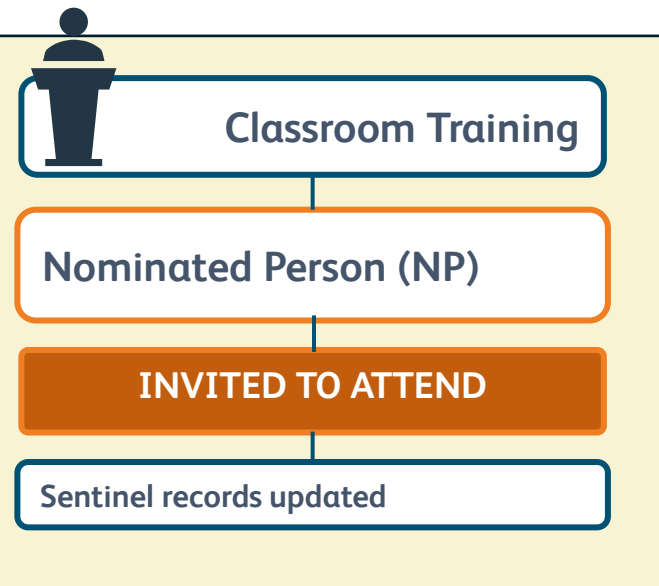 Classroom Training
Nominated Person (NP)
INVITED TO ATTEND
Sentinel records updated